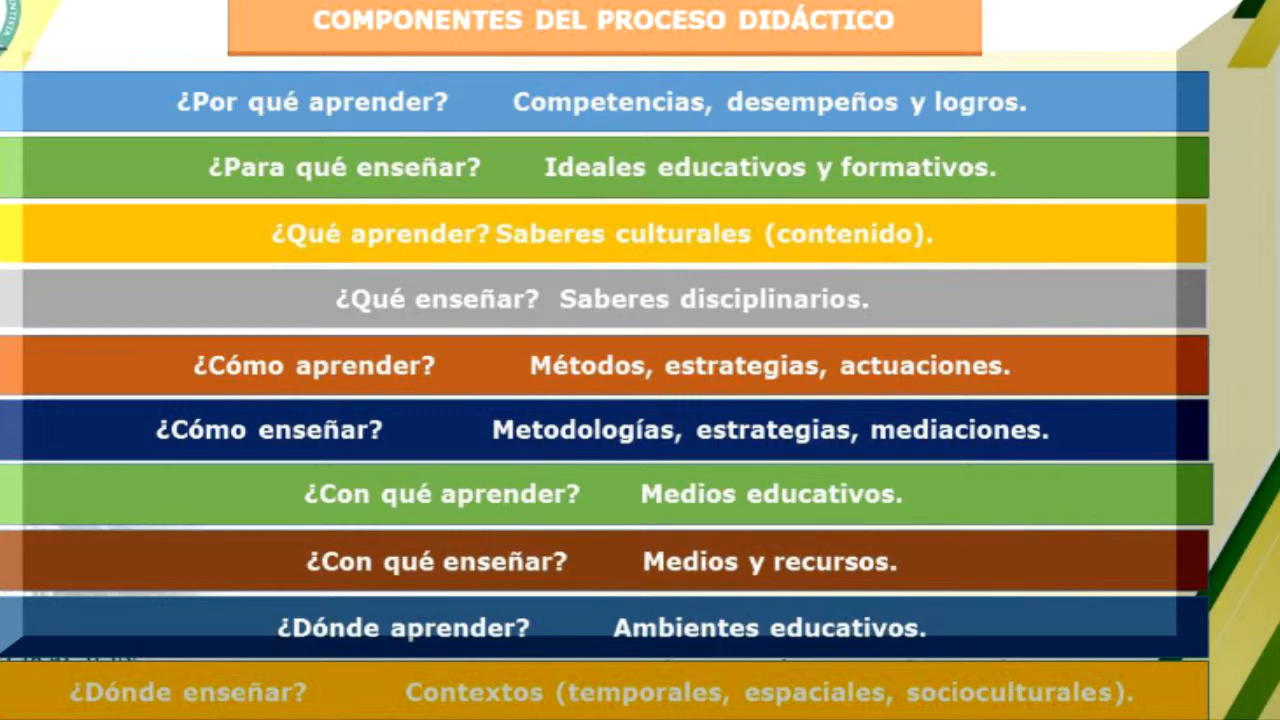 COMPONENTES DEL PROCESO DIDÁCTICO
¿Por qué aprender? Competencias, desempeños y logros.
¿Para qué enseñar? Ideales educativos y formativos.
¿Qué aprender? Saberes culturales (contenido).
¿Qué enseñar? Saberes disciplinarios.
¿Cómo aprender? Métodos, estrategias, actuaciones.
¿Cómo enseñar? Metodologías, estrategias, mediaciones.
¿Con qué aprender? Medios educativos.
¿Con qué enseñar? Medios y recursos.
¿Dónde aprender? Ambientes educativos.
¿Dónde enseñar? Contextos (temporales, espaciales, socioculturales).